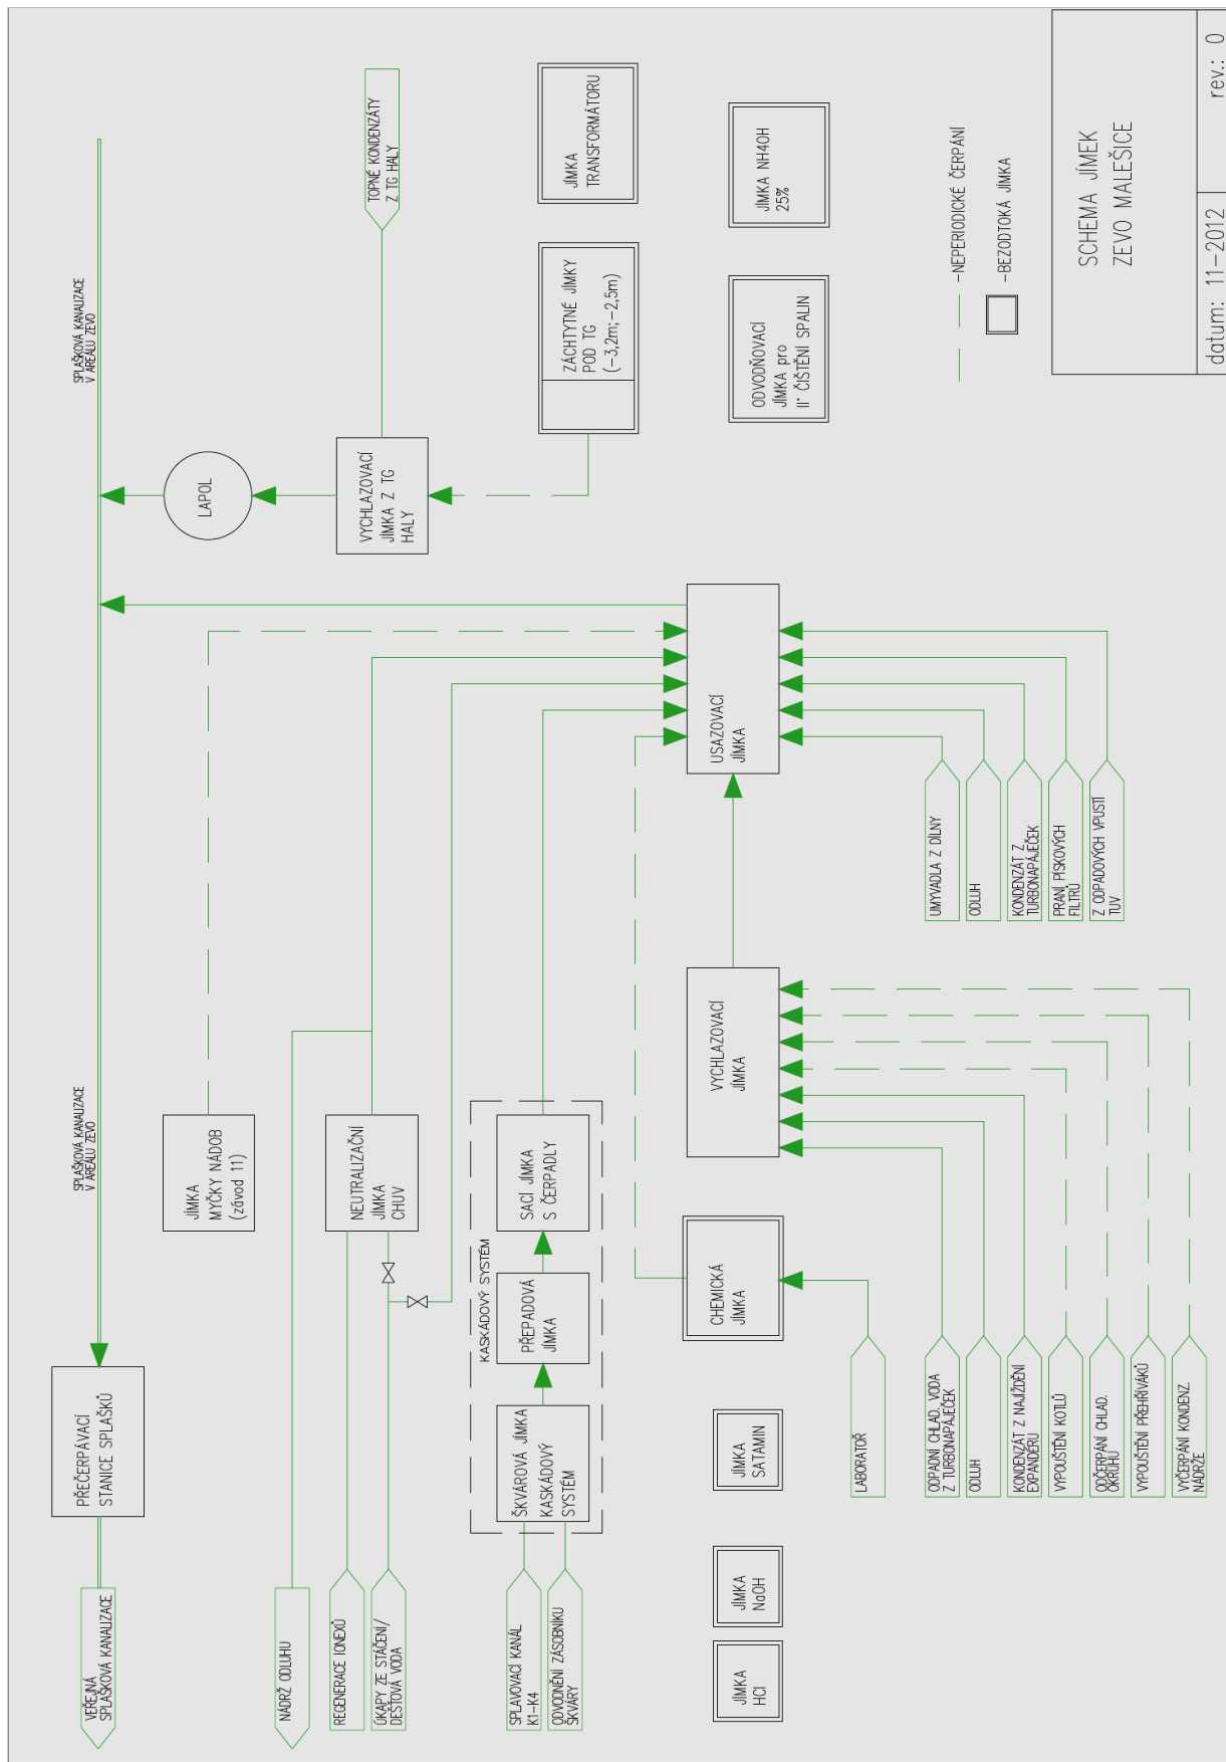 VEŘEJNÁ
SPLAŠKOVÁ KANALIZACE
PŘEČERPÁVACÍ
STANICE SPLAŠKŮ
SPLAŠKOVÁ KANALIZACE
V AREÁLU ZEVO
SPLAŠKOVÁ KANALIZACE
V AREÁLU ZEVO
JÍMKA
MYČKY NÁDOB
(závod 11)
LAPOL
NÁDRŽ ODLUHU
REGENERACE IONEXŮ
ÚKAPY ZE STÁČENÍ/
DEŠŤOVÁ VODA
NEUTRALIZAČNÍ
JÍMKA
CHUV
VYCHLAZOVACÍ
JÍMKA Z TG
HALY
TOPNÉ KONDENZÁTY
Z TG HALY
KASKÁDOVÝ SYSTÉM
SPLAVOVACÍ KANÁL
K1-K4
ODVODNĚNÍ ZÁSOBNÍKU
ŠKVÁRY
ŠKVÁROVÁ JÍMKA
KASKÁDOVÝ
SYSTÉM
PŘEPADOVÁ
JÍMKA
SACÍ JÍMKA
S ČERPADLY
ZÁCHTYTNÉ JÍMKY
POD TG
(-3,2m;-2,5m)
JÍMKA
TRANSFORMÁTORU
JÍMKA
HCl
JÍMKA
NaOH
JÍMKA
SATAMIN
CHEMICKÁ
JÍMKA
VYCHLAZOVACÍ
JÍMKA
USAZOVACÍ
JÍMKA
ODVODŇOVACÍ
JÍMKA pro
II° ČIŠTĚNÍ SPALIN
JÍMKA NH4OH
25%
LABORATOŘ
ODPADNÍ CHLAD. VODA
Z TURBONAPÁJEČEK
ODLUH
KONDENZÁT Z NAJÍŽDĚNÍ
EXPANDERU
VYPOUŠTĚNÍ KOTLŮ
ODČERPÁNÍ CHLAD.
OKRUHU
VYPOUŠTĚNÍ PŘEHŘÍVÁKŮ
VYČERPÁNÍ KONDENZ.
NÁDRŽE
UMYVADLA Z DÍLNY
ODLUH
KONDENZÁT Z
TURBONAPÁJEČEK
PRANÍ PÍSKOVÝCH
FILTRŮ
Z ODPADOVÝCH VPUSTÍ
TUV
-NEPERIODICKÉ ČERPÁNÍ
-BEZODTOKÁ JÍMKA
SCHEMA JÍMEK
ZEVO MALEŠICE
datum: 11-2012
rev.: 0